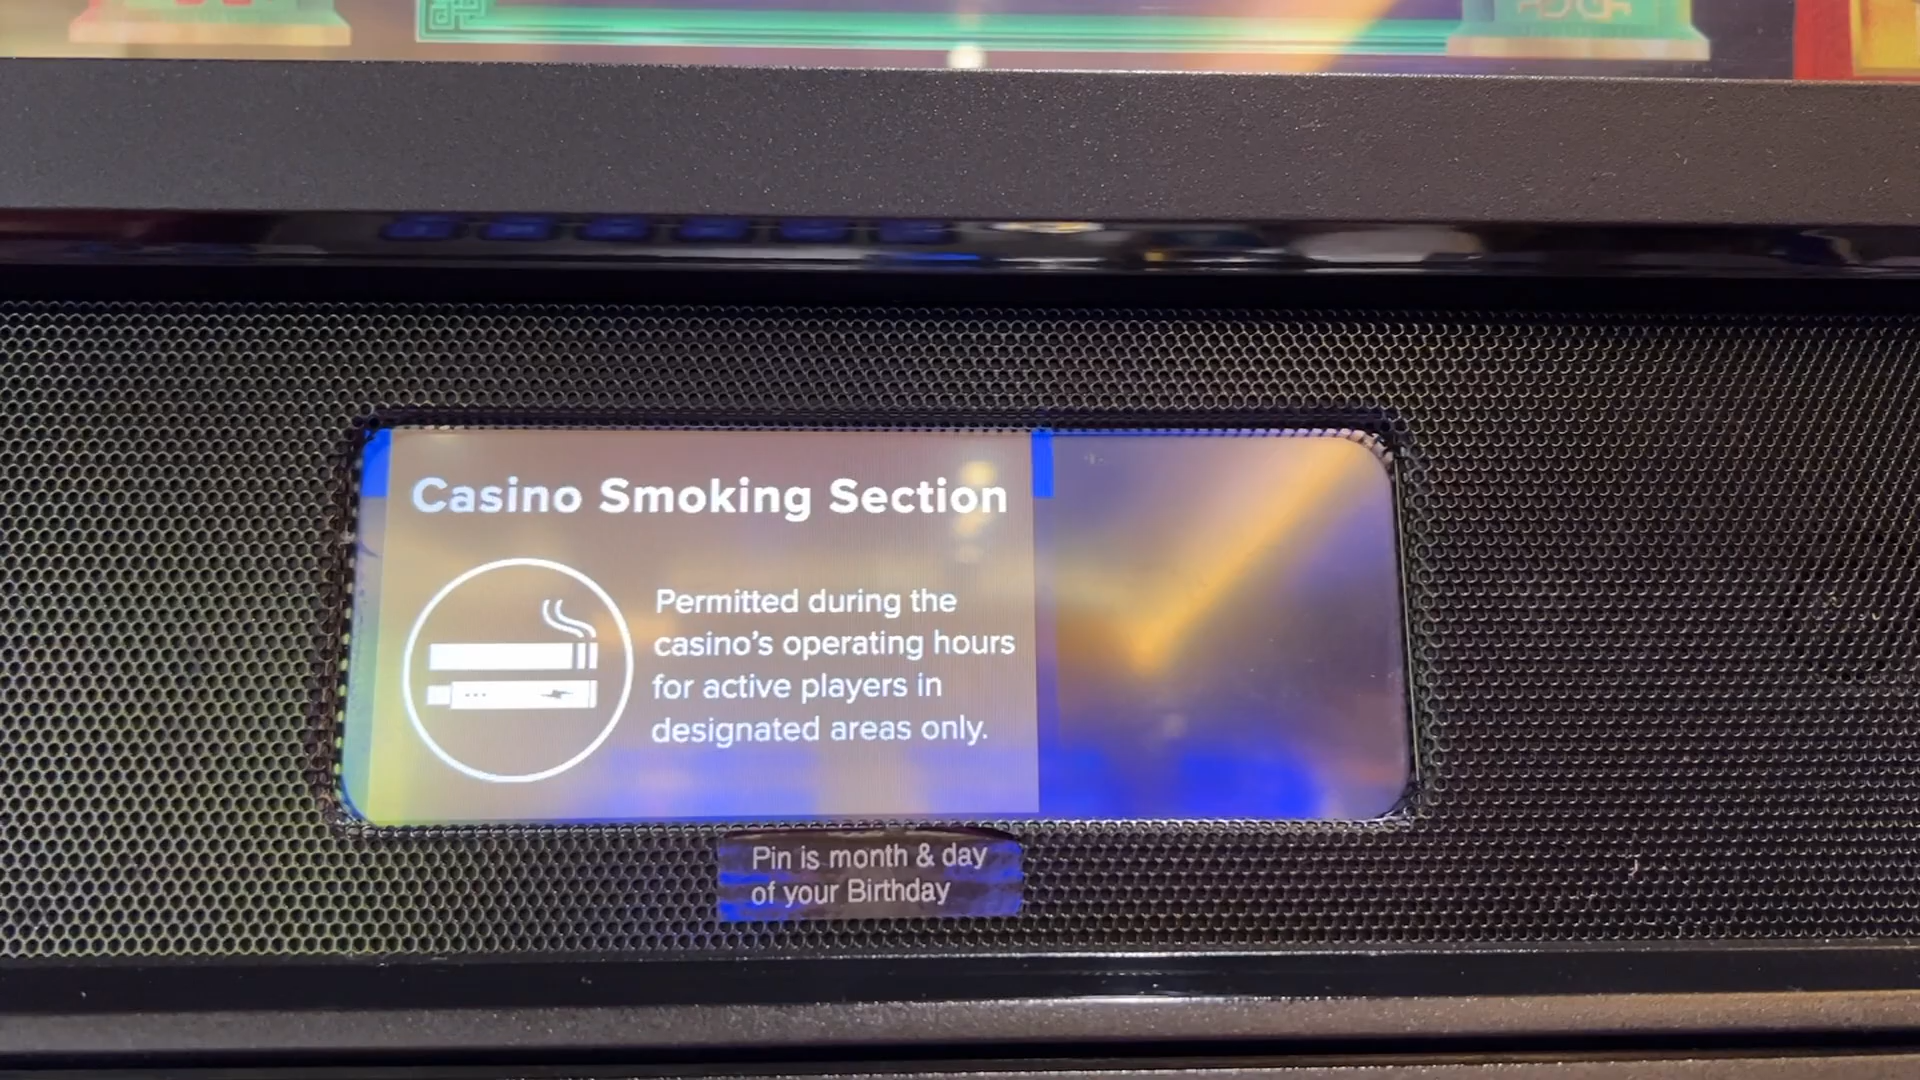 Casino Smoking Section
Permitted during the
casino's operating hours
for active players in
designated areas only.
Pin is month & day
of your Birthday